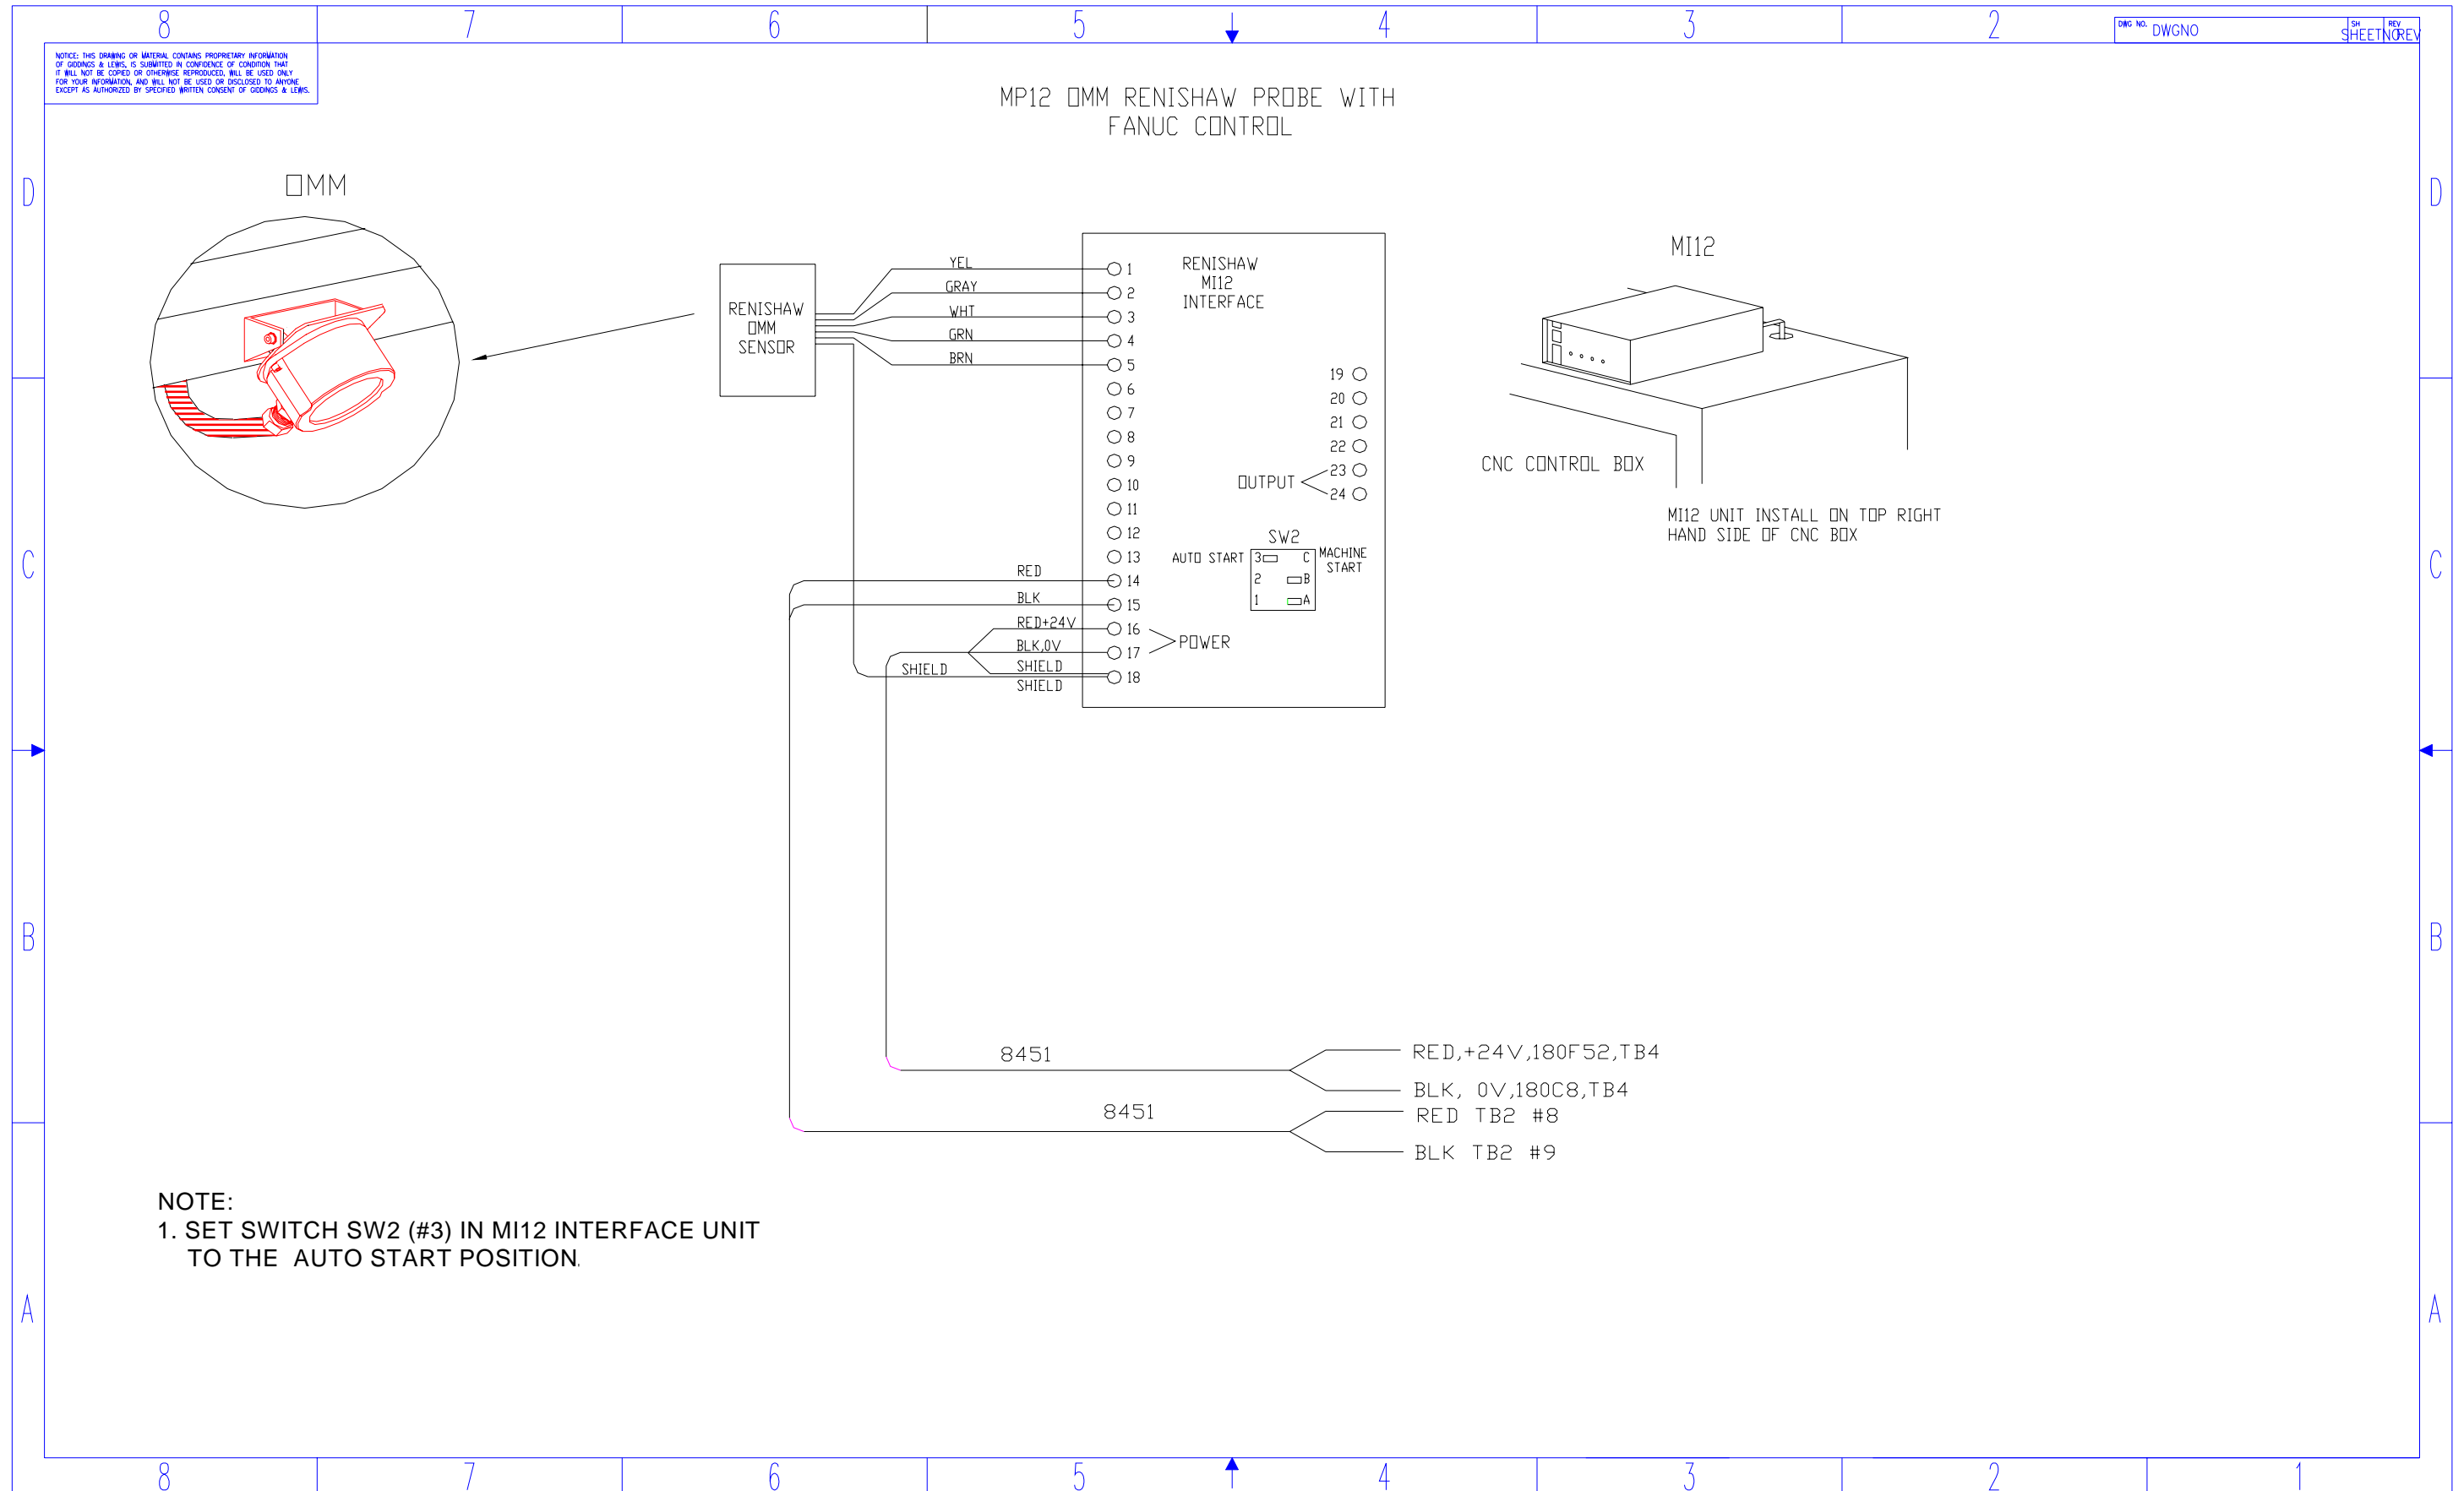 8 7 6 5 4 3 2
DWG NO. DWGNO SH SHEETNO REV REV
NOTICE: THIS DRAWING OR MATERIAL CONTAINS PROPRIETARY INFORMATION
OF GIDDINGS & LEWIS, IS SUBMITTED IN CONFIDENCE OF CONDITION THAT
IT WILL NOT BE COPIED OR OTHERWISE REPRODUCED, WILL BE USED ONLY
FOR YOUR INFORMATION, AND WILL NOT BE USED OR DISCLOSED TO ANYONE
EXCEPT AS AUTHORIZED BY SPECIFIED WRITTEN CONSENT OF GIDDINGS & LEWIS.
MP12 OMM RENISHAW PROBE WITH
FANUC CONTROL
D
D
OMM
RENISHAW
OMM
SENSOR
YEL
GRAY
WHT
GRN
BRN
1
2
3
4
5
6
7
8
9
10
11
12
13
14
15
16
17
18
RENISHAW
MI12
INTERFACE
19
20
21
22
23
24
OUTPUT
SW2
AUTO START
3 C
2 B
1 A
MACHINE
START
RED
BLK
RED+24V
BLK,0V
SHIELD
SHIELD
SHIELD
POWER
MI12
CNC CONTROL BOX
MI12 UNIT INSTALL ON TOP RIGHT
HAND SIDE OF CNC BOX
C
C
B
B
8451
RED,+24V,180F52,TB4
BLK, 0V,180C8,TB4
8451
RED TB2 #8
BLK TB2 #9
NOTE:
1. SET SWITCH SW2 (#3) IN MI12 INTERFACE UNIT
TO THE AUTO START POSITION.
A
A
8 7 6 5 4 3 2 1